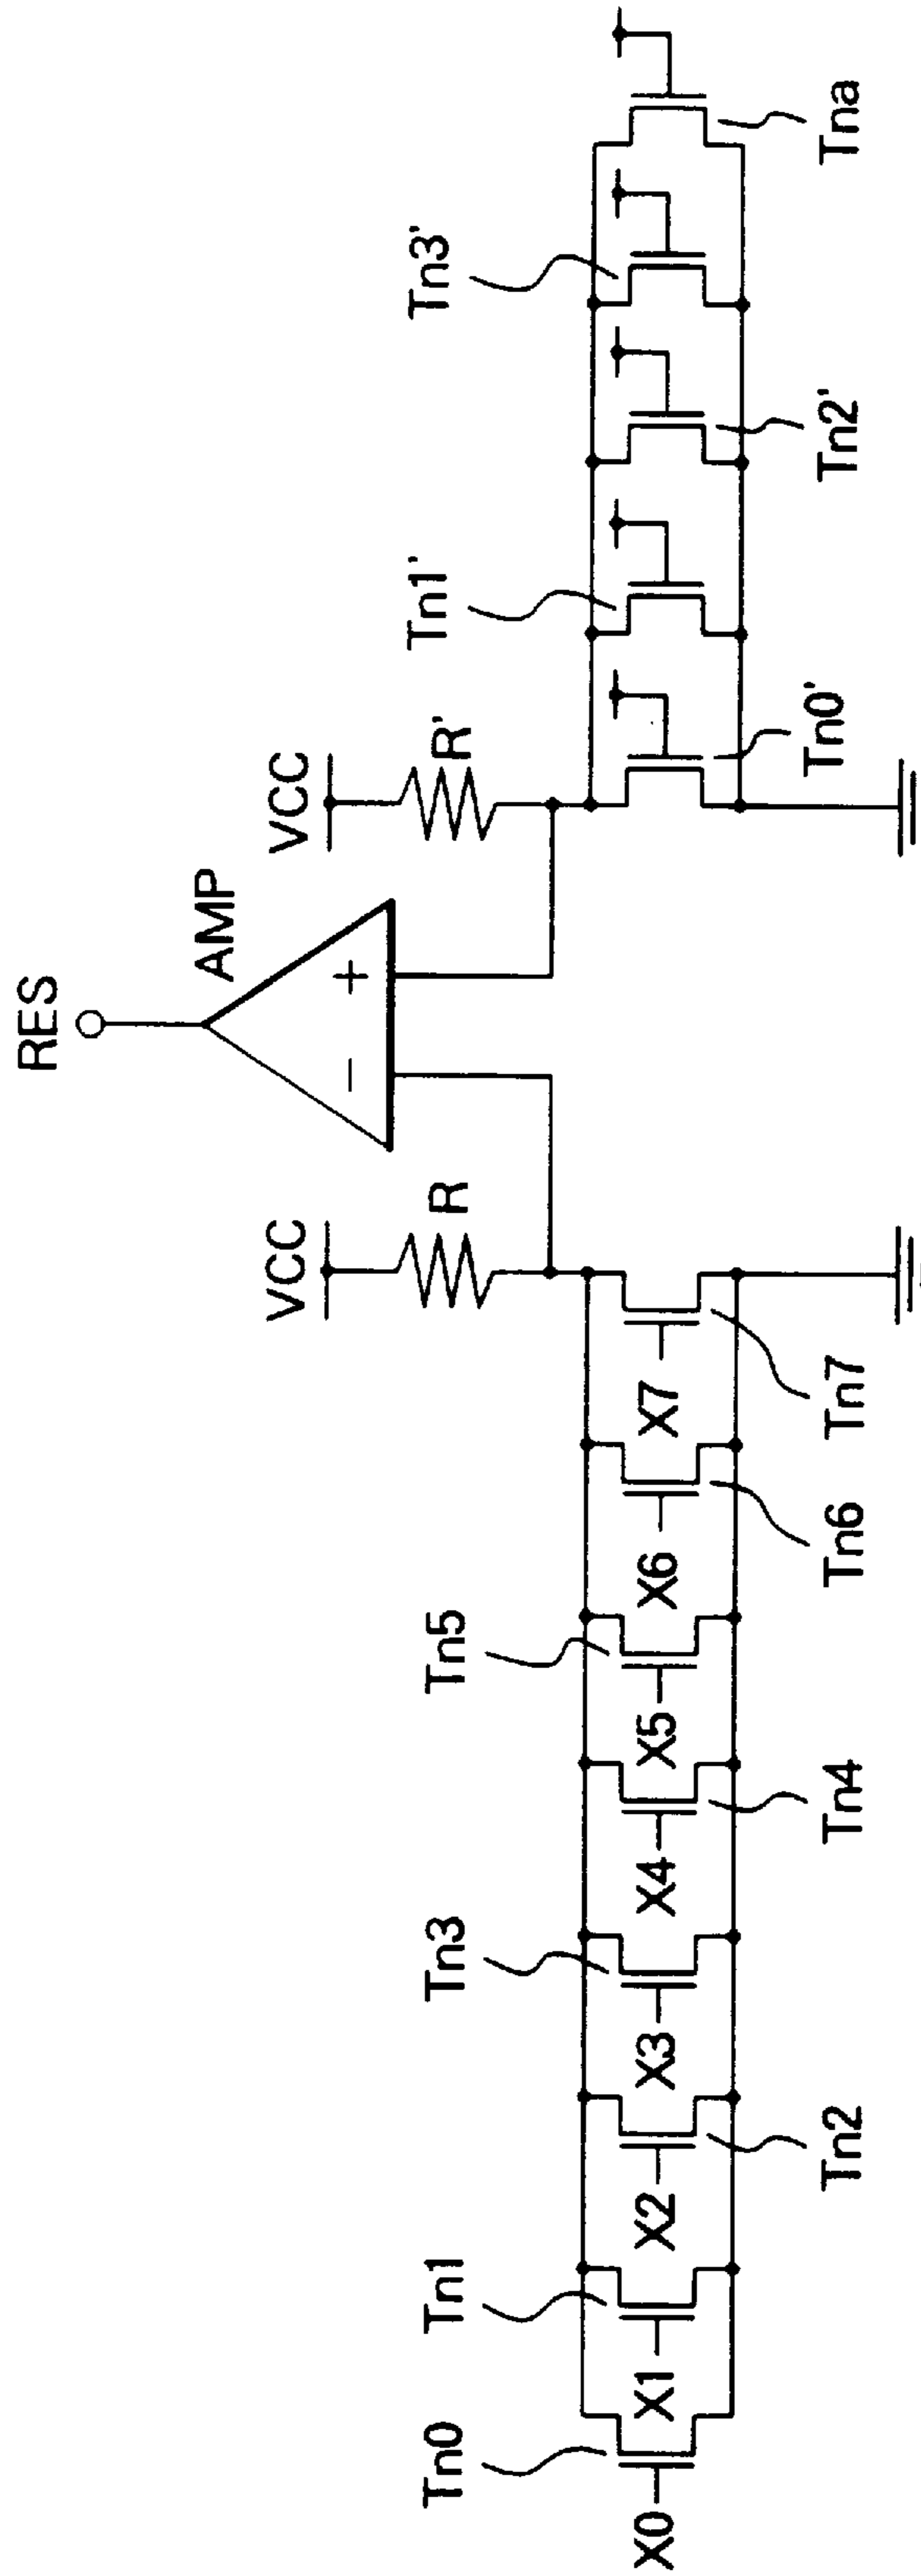 RES
AMP
VCC
VCC
R
R'
Tn0
Tn1
Tn3
Tn5
Tn1'
Tn3'
X0
X1
X2
X3
X4
X5
X6
X7
Tn2
Tn4
Tn6
Tn7
Tn0'
Tn2'
Tna
− +